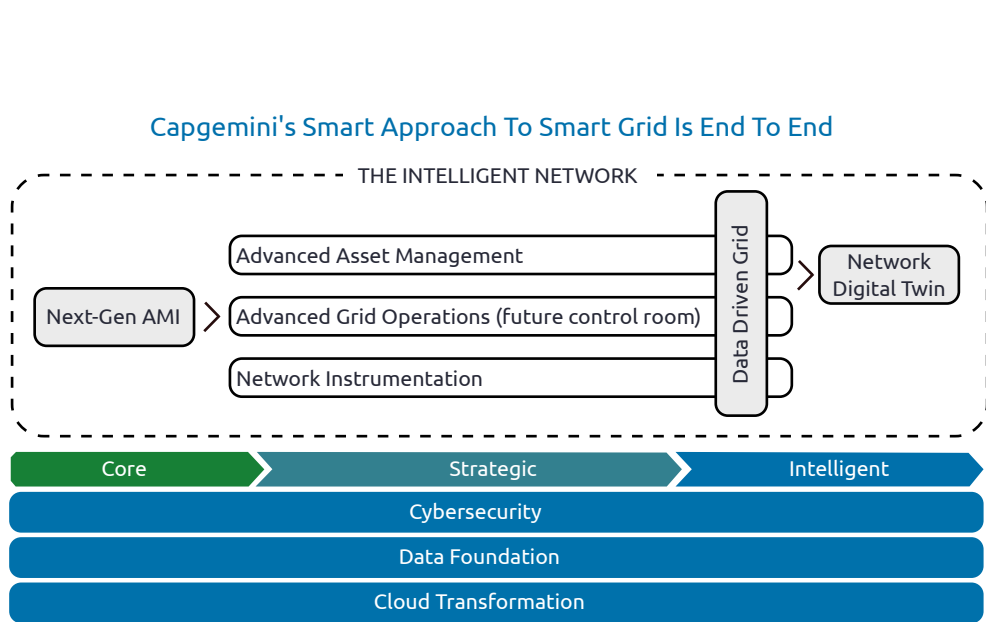 Capgemini's Smart Approach To Smart Grid Is End To End
THE INTELLIGENT NETWORK
Next-Gen AMI
Advanced Asset Management
Advanced Grid Operations (future control room)
Network Instrumentation
Data Driven Grid
Network
Digital Twin
Core
Strategic
Intelligent
Cybersecurity
Data Foundation
Cloud Transformation